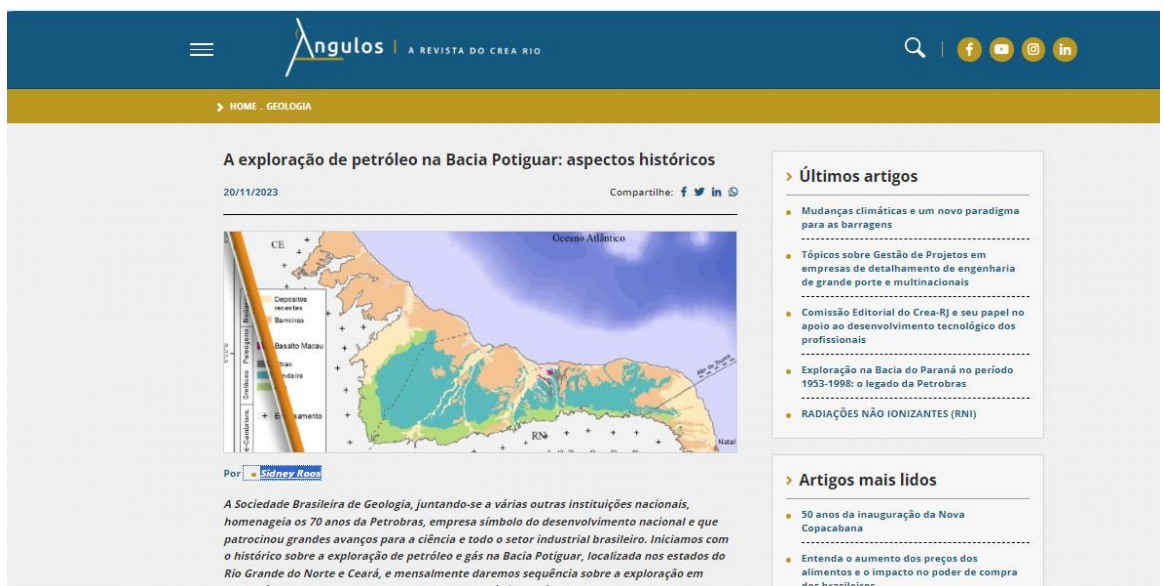 Ângulos | A REVISTA DO CREA RIO
HOME . GEOLOGIA
A exploração de petróleo na Bacia Potiguar: aspectos históricos
20/11/2023
Compartilhe:
CE
Oceano Atlântico
Depósitos
recentes
Barreiras
Basalto Macau
RN
Natal
Por Sidney Roos
A Sociedade Brasileira de Geologia, juntando-se a várias outras instituições nacionais,
homenageia os 70 anos da Petrobras, empresa símbolo do desenvolvimento nacional e que
patrocinou grandes avanços para a ciência e todo o setor industrial brasileiro. Iniciamos com
o histórico sobre a exploração de petróleo e gás na Bacia Potiguar, localizada nos estados do
Rio Grande do Norte e Ceará, e mensalmente daremos sequência sobre a exploração em
Últimos artigos
Mudanças climáticas e um novo paradigma
para as barragens
Tópicos sobre Gestão de Projetos em
empresas de detalhamento de engenharia
de grande porte e multinacionais
Comissão Editorial do Crea-RJ e seu papel no
apoio ao desenvolvimento tecnológico dos
profissionais
Exploração na Bacia do Paraná no período
1953-1998: o legado da Petrobras
RADIAÇÕES NÃO IONIZANTES (RNI)
Artigos mais lidos
50 anos da inauguração da Nova
Copacabana
Entenda o aumento dos preços dos
alimentos e o impacto no poder de compra
dos brasileiros